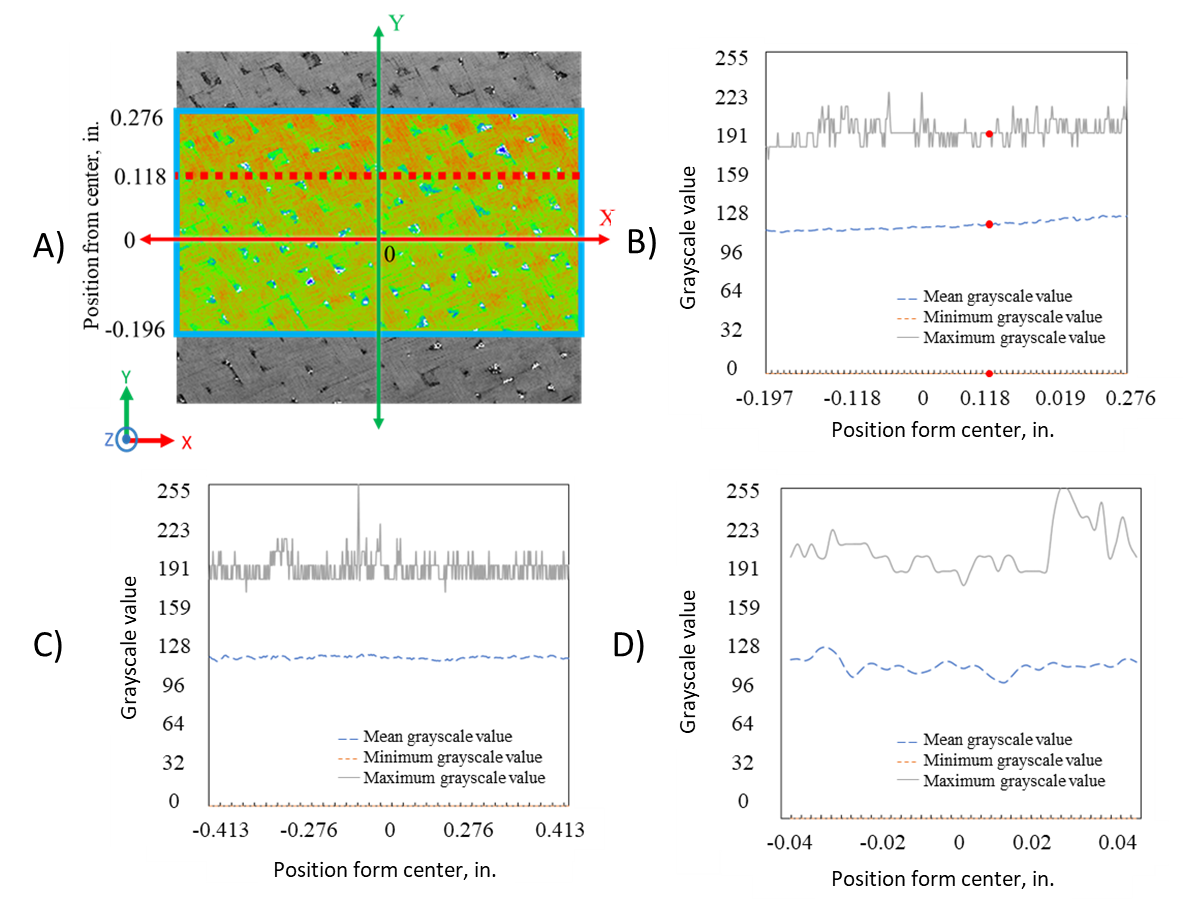 A)
Position from center, in.
0.276
0.118
0
-0.196
Y
X
0
Y
Z
X
B)
Grayscale value
255
223
191
159
128
96
64
32
0
Mean grayscale value
Minimum grayscale value
Maximum grayscale value
-0.197 -0.118 0 0.118 0.019 0.276
Position form center, in.
C)
Grayscale value
255
223
191
159
128
96
64
32
0
Mean grayscale value
Minimum grayscale value
Maximum grayscale value
-0.413 -0.276 0 0.276 0.413
Position form center, in.
D)
Grayscale value
255
223
191
159
128
96
64
32
0
Mean grayscale value
Minimum grayscale value
Maximum grayscale value
-0.04 -0.02 0 0.02 0.04
Position form center, in.